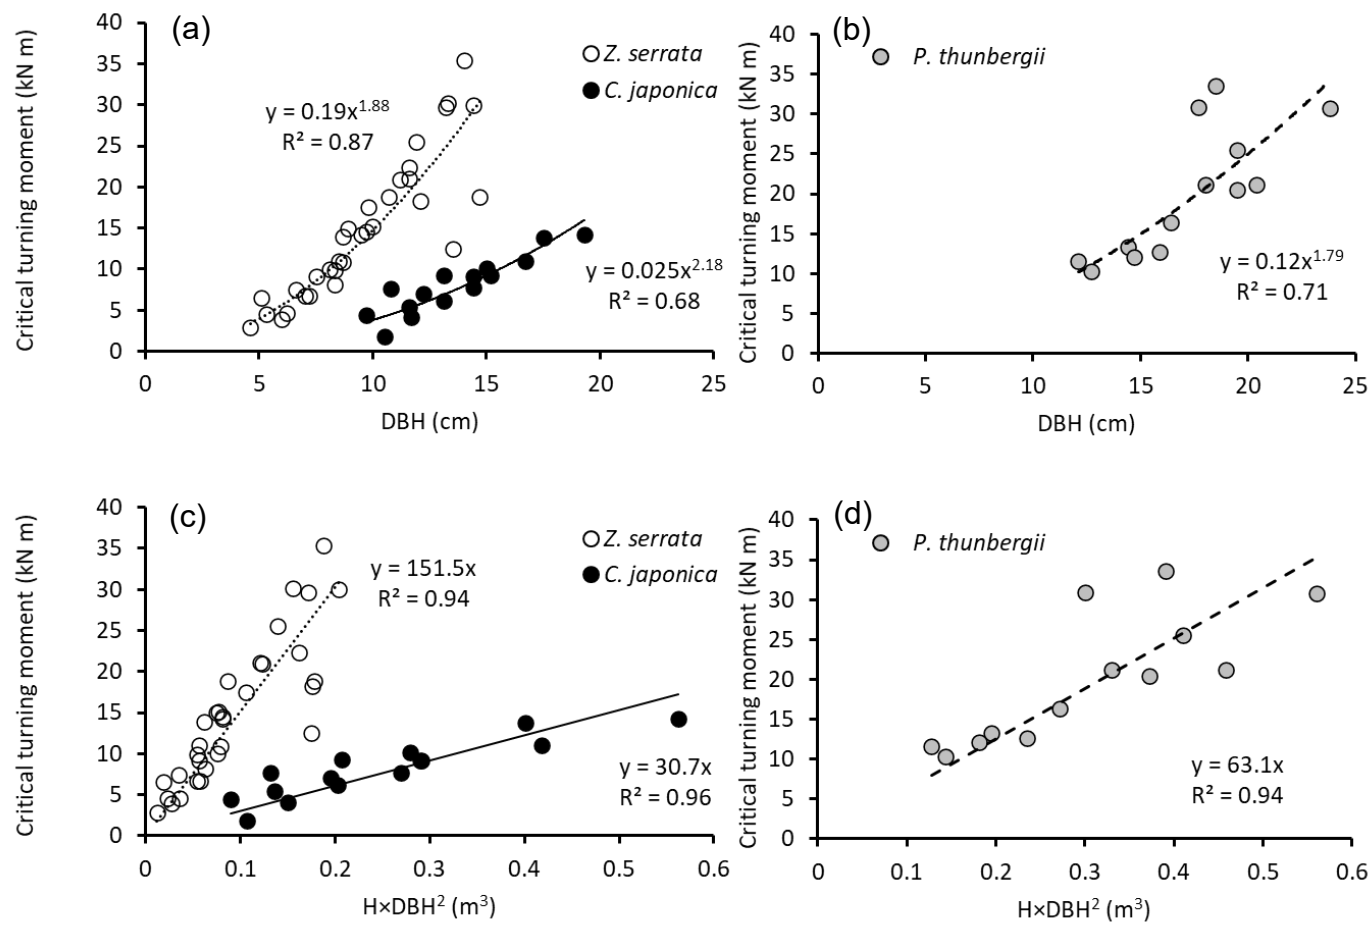 (a)
Critical turning moment (kN m)
40
35
30
25
20
15
10
5
0
0 5 10 15 20 25
DBH (cm)
Z. serrata
C. japonica
y = 0.19x^1.88
R² = 0.87
y = 0.025x^2.18
R² = 0.68
(b)
Critical turning moment (kN m)
40
35
30
25
20
15
10
5
0
0 5 10 15 20 25
DBH (cm)
P. thunbergii
y = 0.12x^1.79
R² = 0.71
(c)
Critical turning moment (kN m)
40
35
30
25
20
15
10
5
0
0 0.1 0.2 0.3 0.4 0.5 0.6
H×DBH² (m³)
Z. serrata
C. japonica
y = 151.5x
R² = 0.94
y = 30.7x
R² = 0.96
(d)
Critical turning moment (kN m)
40
35
30
25
20
15
10
5
0
0 0.1 0.2 0.3 0.4 0.5 0.6
H×DBH² (m³)
P. thunbergii
y = 63.1x
R² = 0.94